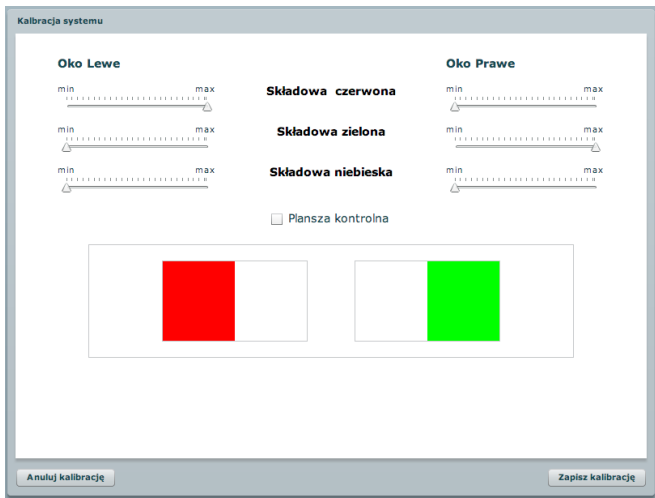 Kalbracja systemu
Oko Lewe
Oko Prawe
min max
Składowa czerwona
min max
min max
Składowa zielona
min max
min max
Składowa niebieska
min max
Plansza kontrolna
Anuluj kalibrację
Zapisz kalibrację